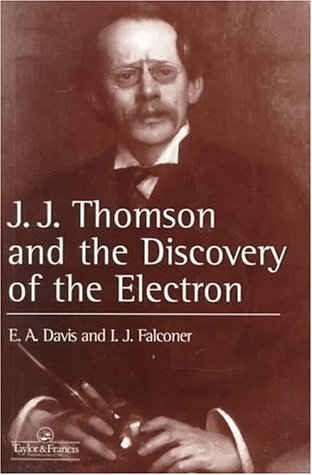 J. J. Thomson
and the Discovery
of the Electron
E. A. Davis and I. J. Falconer
Taylor & Francis